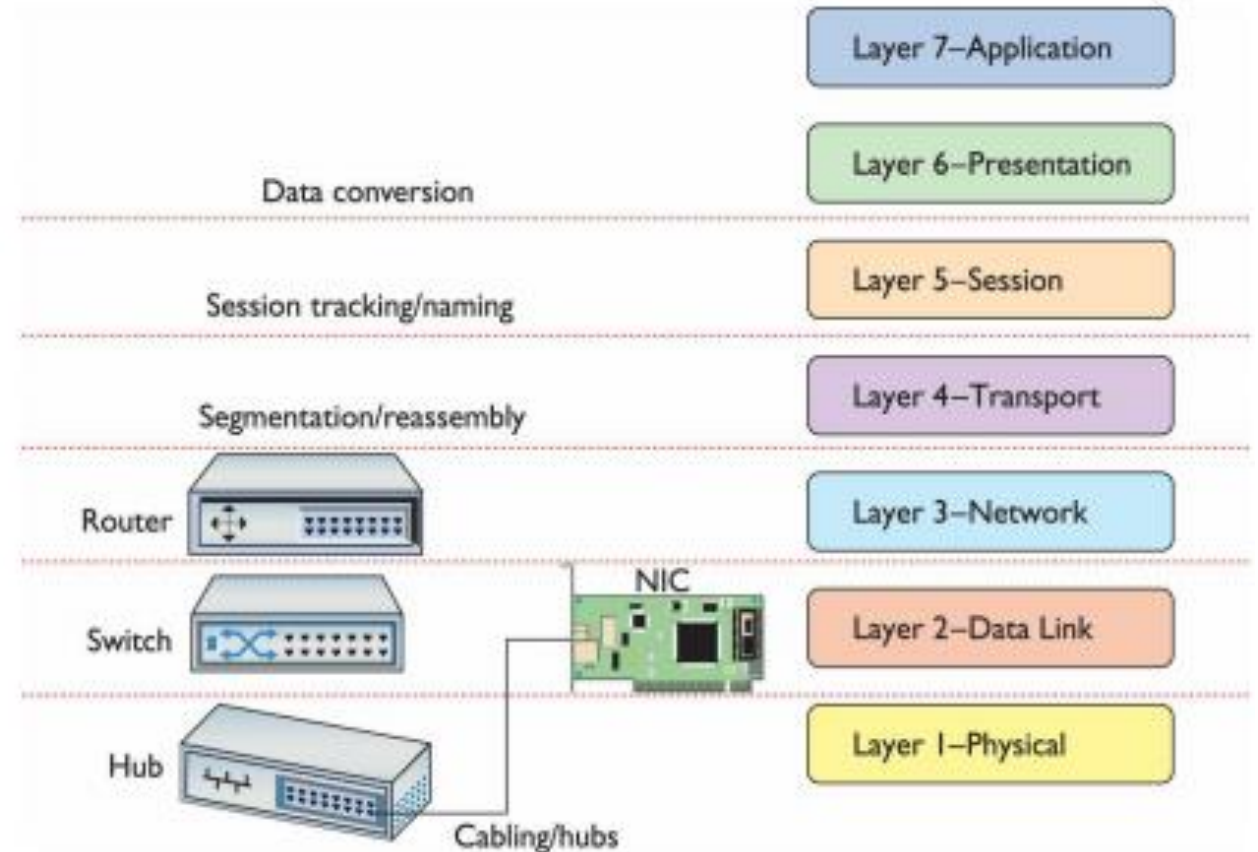 Layer 7–Application
Layer 6–Presentation
Data conversion
Layer 5–Session
Session tracking/naming
Layer 4–Transport
Segmentation/reassembly
Router
Layer 3–Network
NIC
Switch
Layer 2–Data Link
Hub
Layer 1–Physical
Cabling/hubs